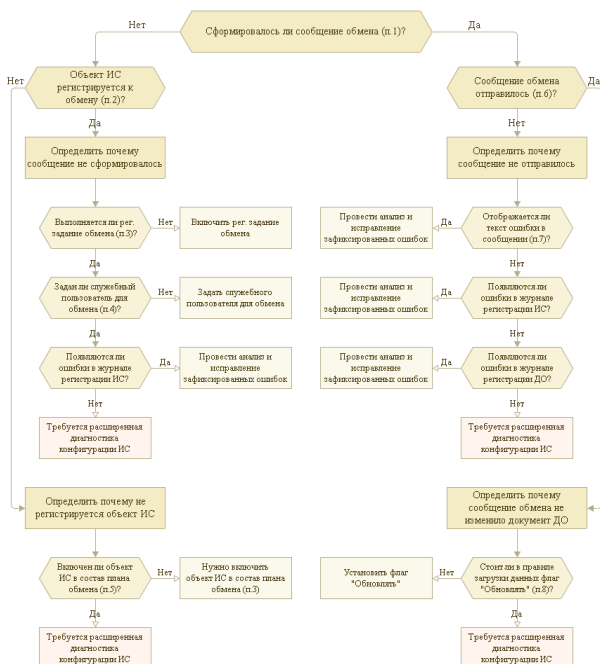 Сформировалось ли сообщение обмена (п.1)?
Нет
Да
Объект ИС
регистрируется к
обмену (п.2)?
Нет
Да
Сообщение обмена
отправилось (п.6)?
Да
Нет
Определить почему
сообщение не сформировалось
Определить почему
сообщение не отправилось
Выполняется ли рег.
задание обмена (п.3)?
Нет
Включить рег. задание
обмена
Да
Провести анализ и
исправление
зафиксированных ошибок
Да
Отображается ли
текст ошибки в
сообщении (п.7)?
Нет
Задан ли служебный
пользователь для
обмена (п.4)?
Нет
Задать служебного
пользователя для обмена
Да
Провести анализ и
исправление
зафиксированных ошибок
Да
Появляются ли
ошибки в журнале
регистрации ИС?
Нет
Появляются ли
ошибки в журнале
регистрации ИС?
Да
Провести анализ и
исправление
зафиксированных ошибок
Нет
Провести анализ и
исправление
зафиксированных ошибок
Да
Появляются ли
ошибки в журнале
регистрации ДО?
Нет
Требуется расширенная
диагностика
конфигурации ИС
Требуется расширенная
диагностика
конфигурации ИС
Определить почему не
регистрируется объект ИС
Определить почему
сообщение обмена не
изменило документ ДО
Включен ли объект
ИС в состав плана
обмена (п.5)?
Нет
Нужно включить
объект ИС в состав плана
обмена (п.3)
Да
Установить флаг
"Обновлять"
Нет
Стоит ли в правиле
загрузки данных флаг
"Обновлять" (п.8)?
Да
Требуется расширенная
диагностика
конфигурации ИС
Требуется расширенная
диагностика
конфигурации ИС